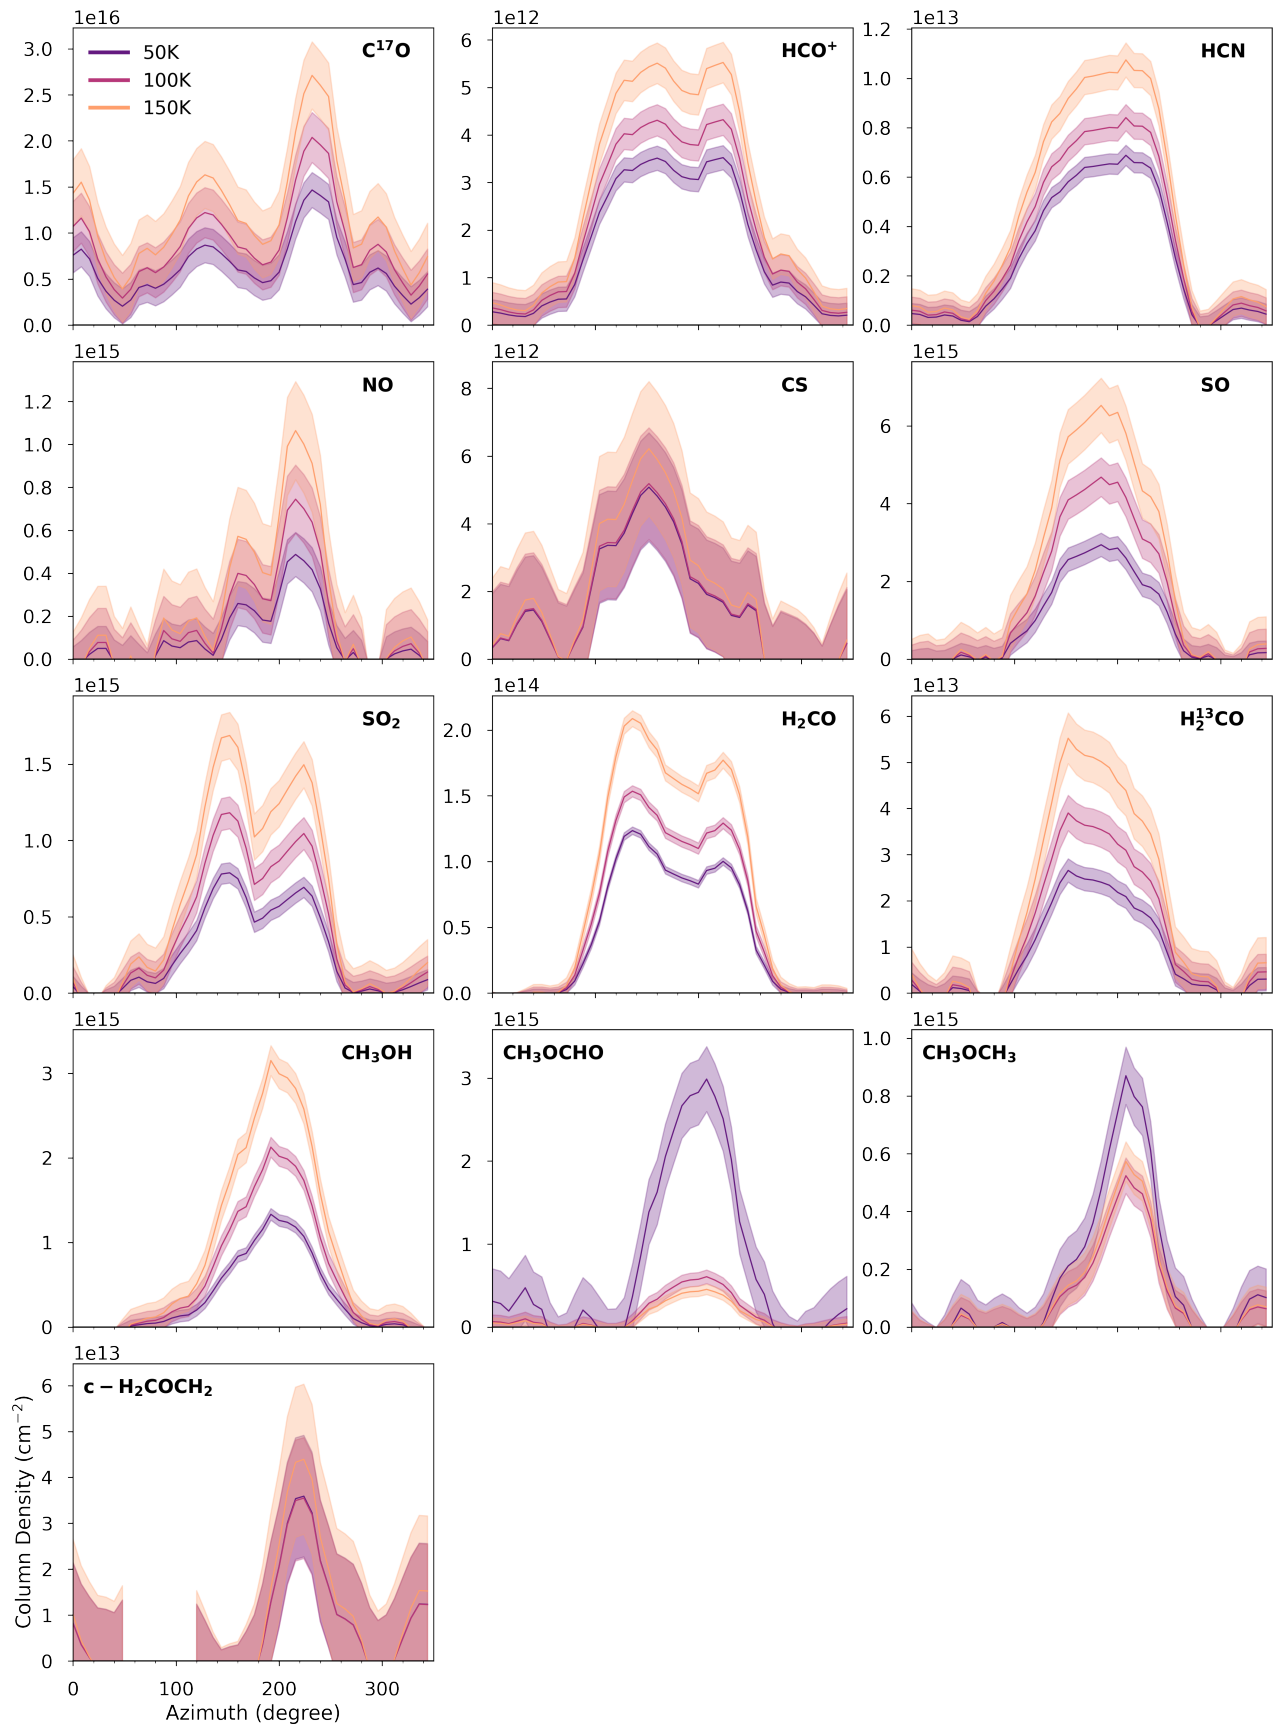 1e16
3.0
2.5
2.0
1.5
1.0
0.5
0.0
50K
100K
150K
C¹⁷O
1e12
6
5
4
3
2
1
0
HCO⁺
1e13
1.2
1.0
0.8
0.6
0.4
0.2
0.0
HCN
1e15
1.2
1.0
0.8
0.6
0.4
0.2
0.0
NO
1e12
8
6
4
2
0
CS
1e15
6
4
2
0
SO
1e15
1.5
1.0
0.5
0.0
SO₂
1e14
2.0
1.5
1.0
0.5
0.0
H₂CO
1e13
6
5
4
3
2
1
0
H₂¹³CO
1e15
3
2
1
0
CH₃OH
1e15
3
2
1
0
CH₃OCHO
1e15
1.0
0.8
0.6
0.4
0.2
0.0
CH₃OCH₃
1e13
6
5
4
3
2
1
0
c − H₂COCH₂
Column Density (cm⁻²)
0 100 200 300
Azimuth (degree)